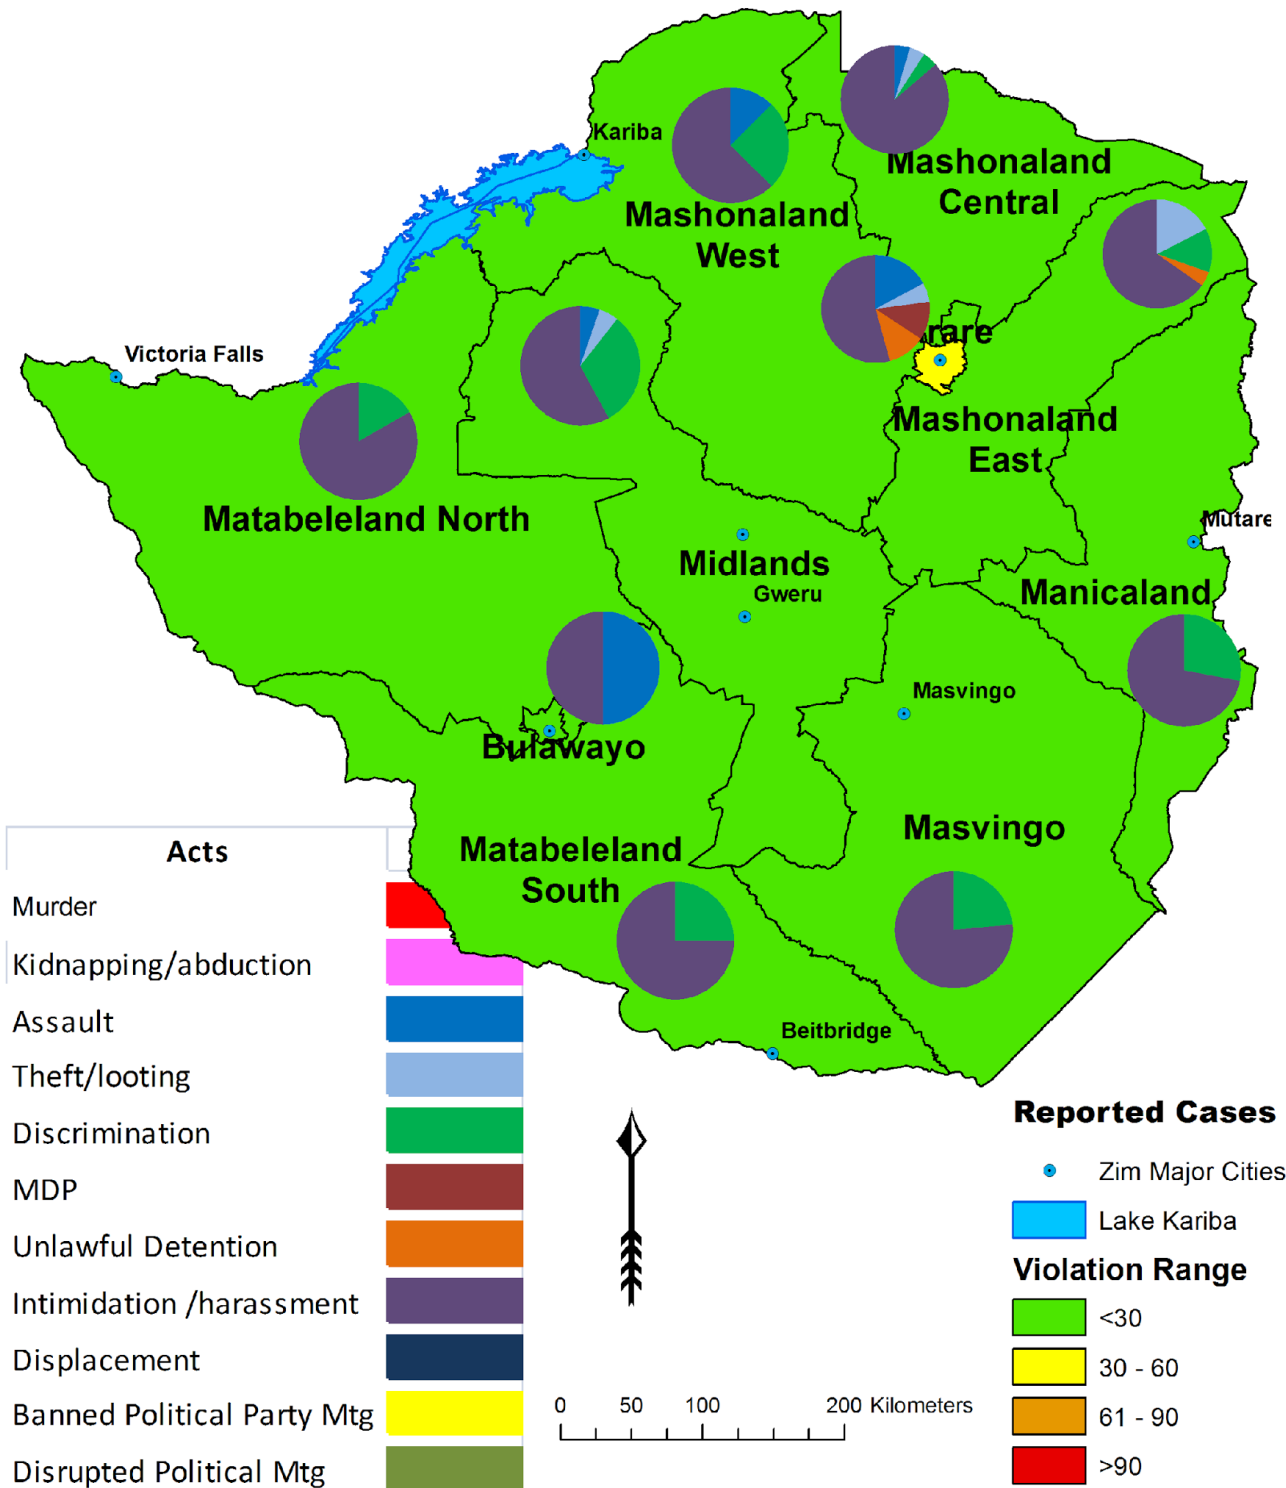 Kariba
Mashonaland
Central
Mashonaland
West
Victoria Falls
rare
Mashonaland
East
Matabeleland North
Mutare
Midlands
Gweru
Manicaland
Masvingo
Bulawayo
Masvingo
Matabeleland
South
Beitbridge
Acts
Murder
Kidnapping/abduction
Assault
Theft/looting
Discrimination
MDP
Unlawful Detention
Intimidation /harassment
Displacement
Banned Political Party Mtg
Disrupted Political Mtg
0 50 100 200 Kilometers
Reported Cases
Zim Major Cities
Lake Kariba
Violation Range
<30
30 - 60
61 - 90
>90